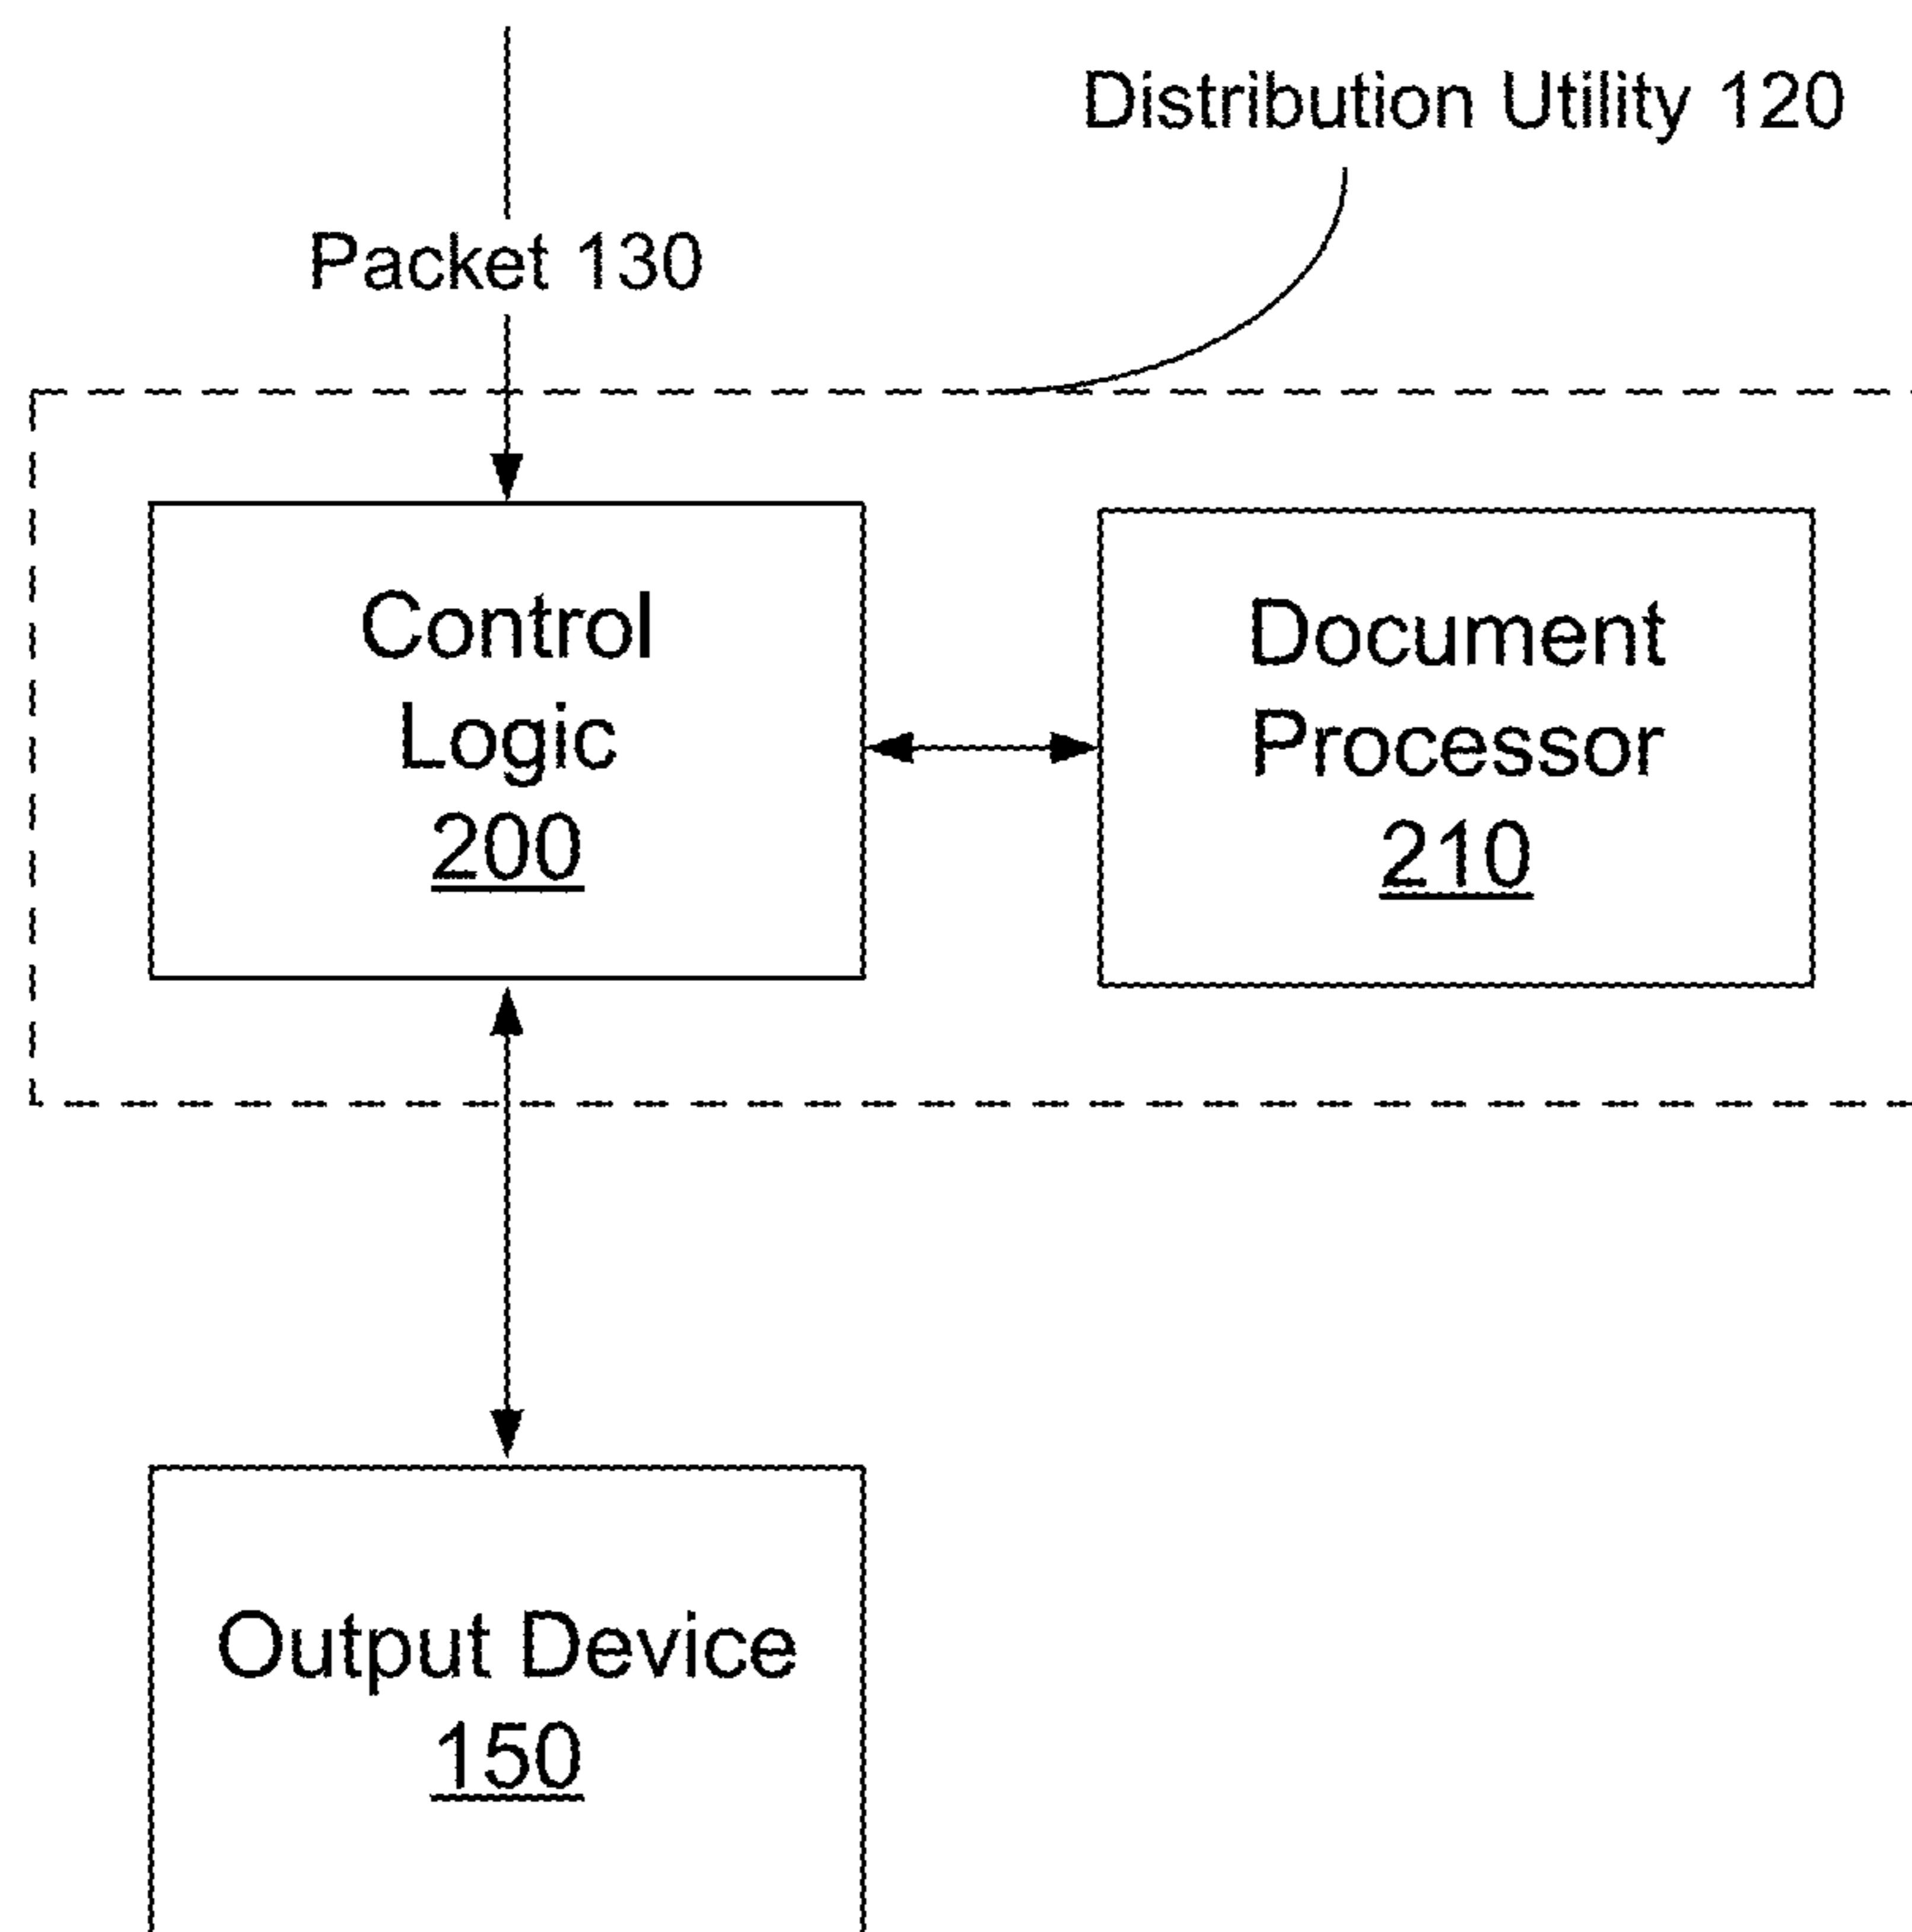 Distribution Utility 120
Packet 130
Control
Logic
200
Document
Processor
210
Output Device
150